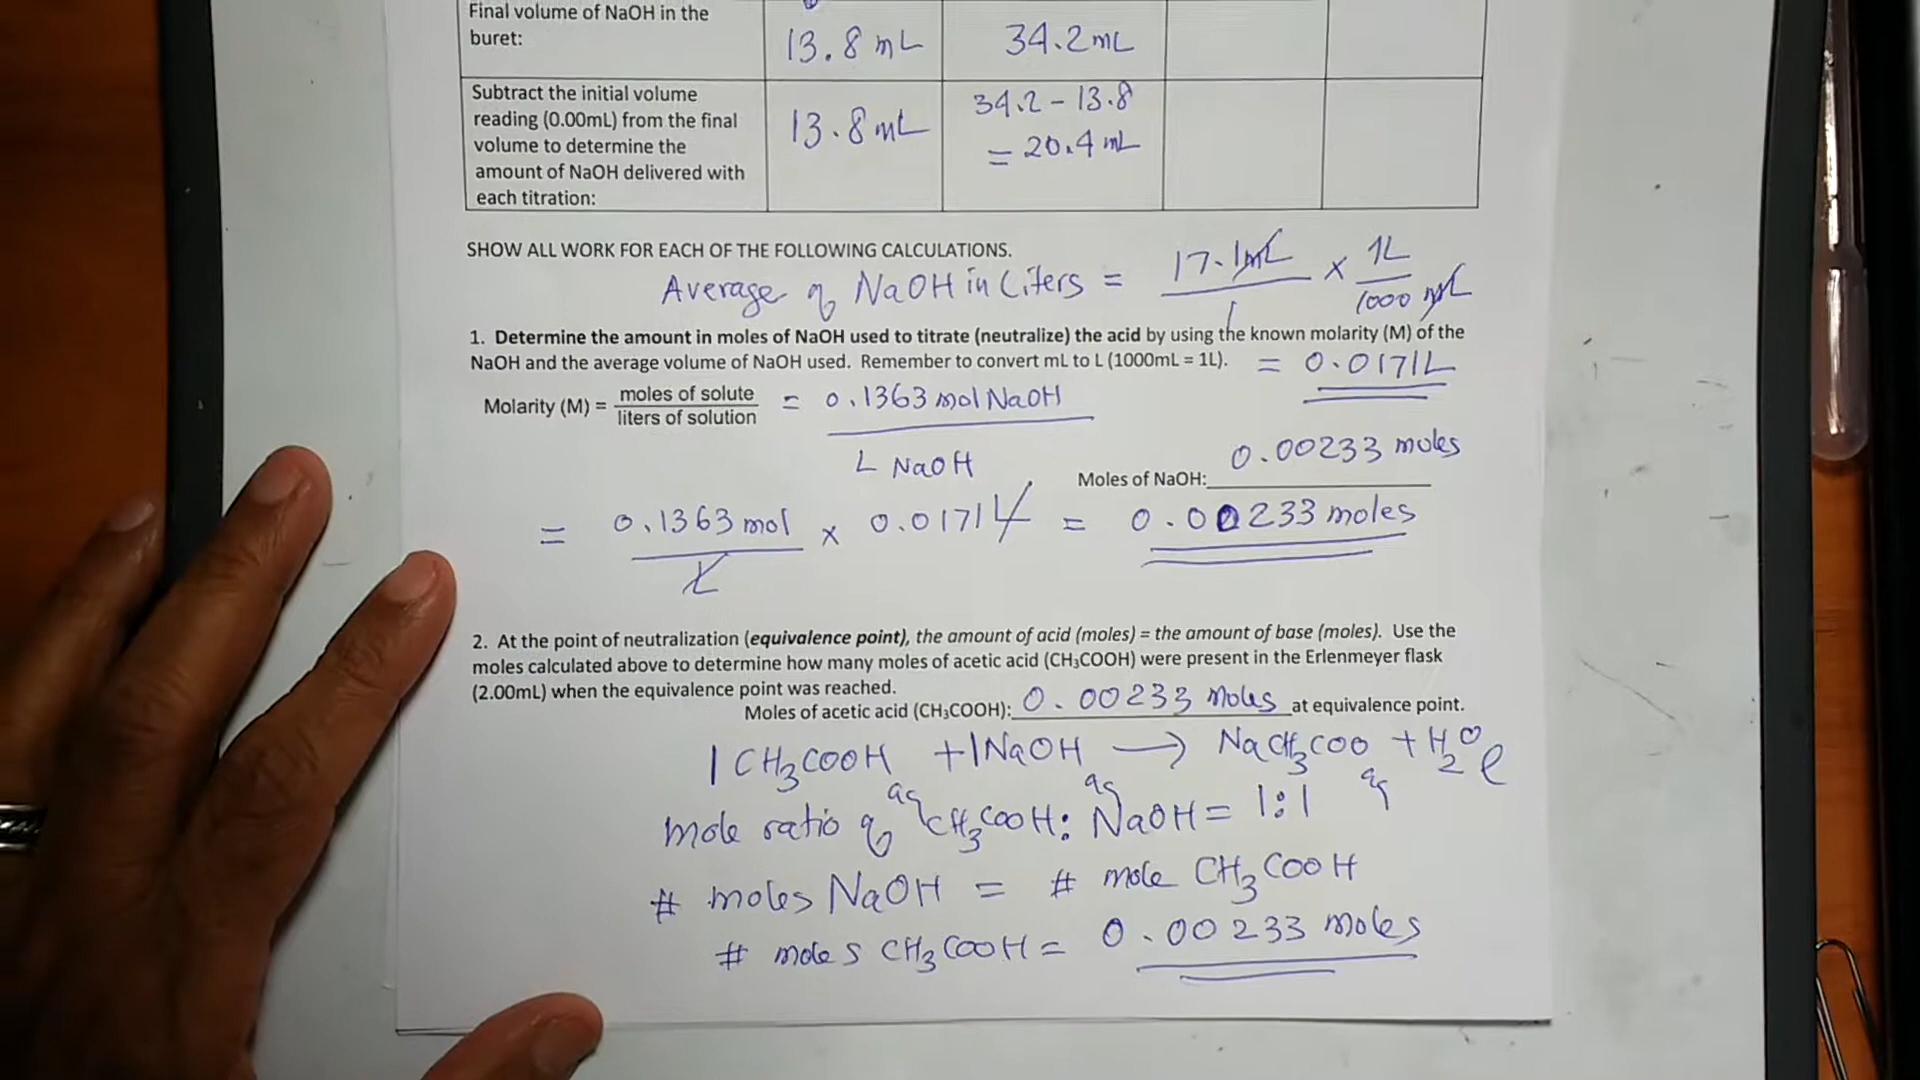 Final volume of NaOH in the
buret:
13.8 mL
34.2 mL
Subtract the initial volume
reading (0.00mL) from the final
volume to determine the
amount of NaOH delivered with
each titration:
13.8 mL
34.2 - 13.8
= 20.4 mL
SHOW ALL WORK FOR EACH OF THE FOLLOWING CALCULATIONS.
Average of NaOH in Liters = 17.1mL / 1 x 1L / 1000 mL
1. Determine the amount in moles of NaOH used to titrate (neutralize) the acid by using the known molarity (M) of the
NaOH and the average volume of NaOH used. Remember to convert mL to L (1000mL = 1L).
= 0.0171L
Molarity (M) = moles of solute / liters of solution = 0.1363 mol NaOH / L NaOH
Moles of NaOH: 0.00233 moles
= 0.1363 mol / L x 0.0171 L = 0.00233 moles
2. At the point of neutralization (equivalence point), the amount of acid (moles) = the amount of base (moles). Use the
moles calculated above to determine how many moles of acetic acid (CH₃COOH) were present in the Erlenmeyer flask
(2.00mL) when the equivalence point was reached.
Moles of acetic acid (CH₃COOH): 0.00233 Moles at equivalence point.
1 CH₃COOH aq + 1NaOH aq → NaCH₃COO aq + H₂O l
mole ratio of CH₃COOH : NaOH = 1:1
# moles NaOH = # mole CH₃COOH
# moles CH₃COOH = 0.00233 moles